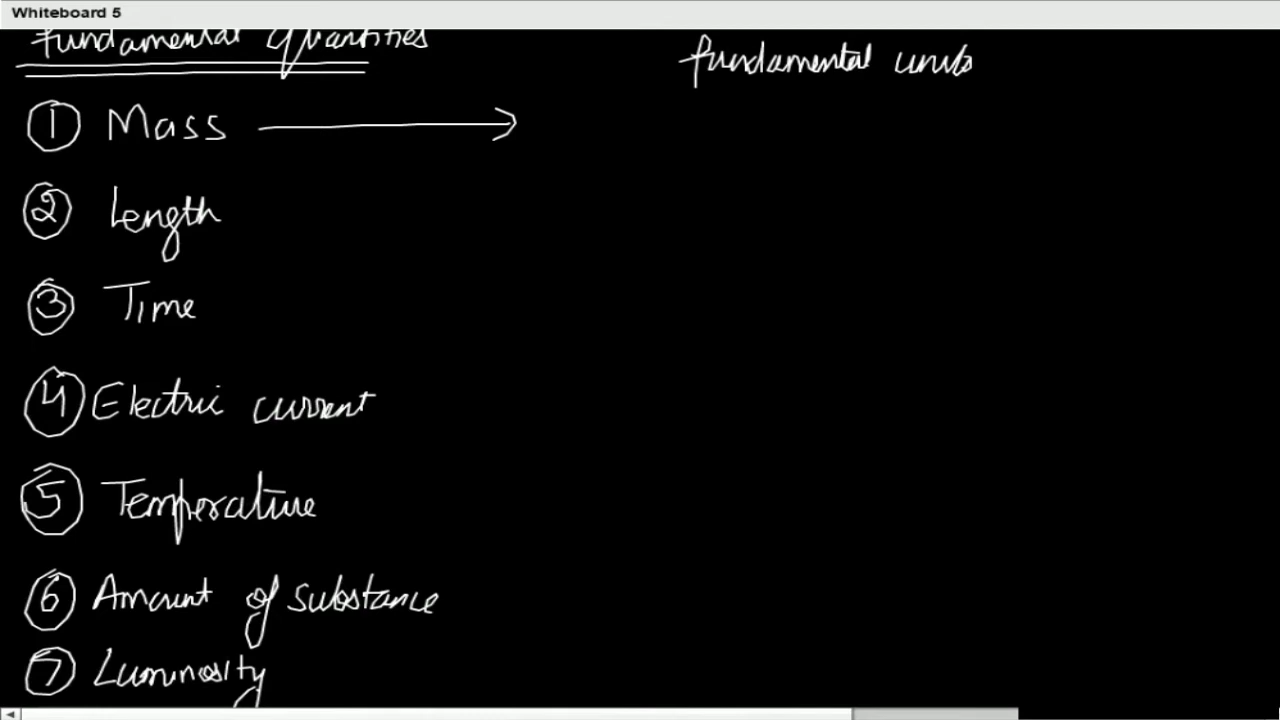 Whiteboard 5
fundamental quantities
fundamental units
1 Mass
2 Length
3 Time
4 Electric current
5 Temperature
6 Amount of substance
7 Luminosity